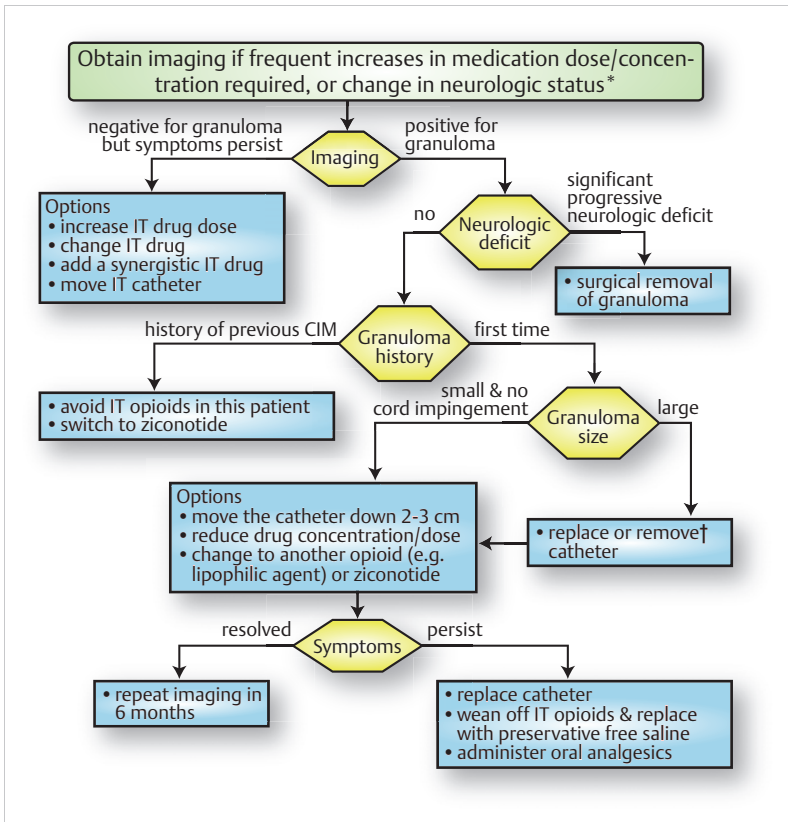 Obtain imaging if frequent increases in medication dose/concen-
tration required, or change in neurologic status*
negative for granuloma
but symptoms persist
Imaging
positive for
granuloma
Options
• increase IT drug dose
• change IT drug
• add a synergistic IT drug
• move IT catheter
no
Neurologic
deficit
significant
progressive
neurologic deficit
• surgical removal
of granuloma
history of previous CIM
Granuloma
history
first time
• avoid IT opioids in this patient
• switch to ziconotide
small & no
cord impingement
Granuloma
size
large
Options
• move the catheter down 2-3 cm
• reduce drug concentration/dose
• change to another opioid (e.g.
lipophilic agent) or ziconotide
• replace or remove†
catheter
resolved
Symptoms
persist
• repeat imaging in
6 months
• replace catheter
• wean off IT opioids & replace
with preservative free saline
• administer oral analgesics